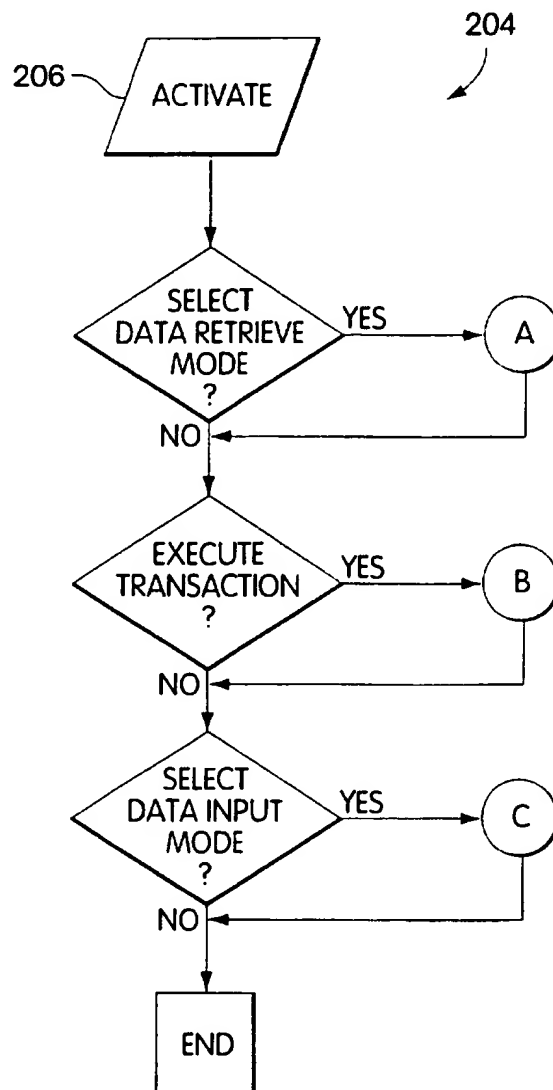 204
206
ACTIVATE
SELECT
DATA RETRIEVE
MODE
?
YES
A
NO
EXECUTE
TRANSACTION
?
YES
B
NO
SELECT
DATA INPUT
MODE
?
YES
C
NO
END